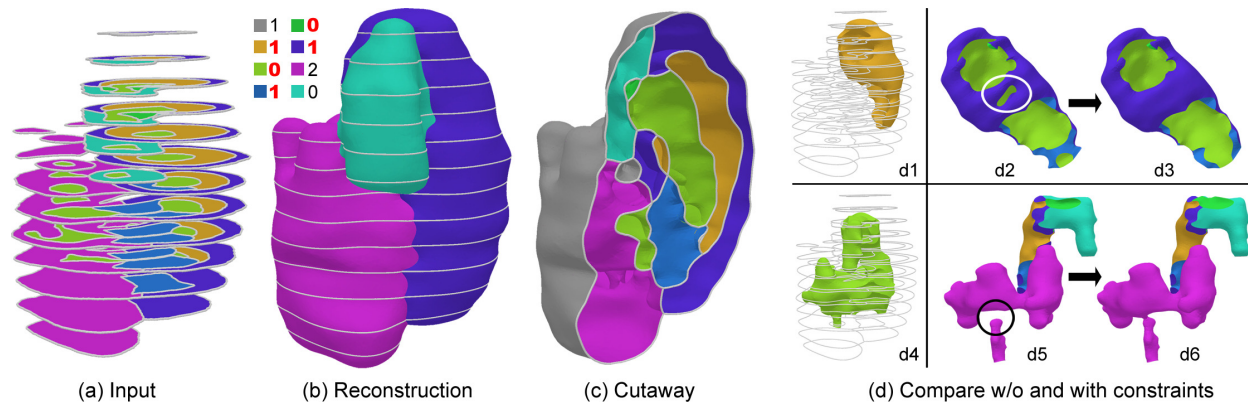 1 0
1 1
0 2
1 0
d1
d2
d3
d4
d5
d6
(a) Input
(b) Reconstruction
(c) Cutaway
(d) Compare w/o and with constraints